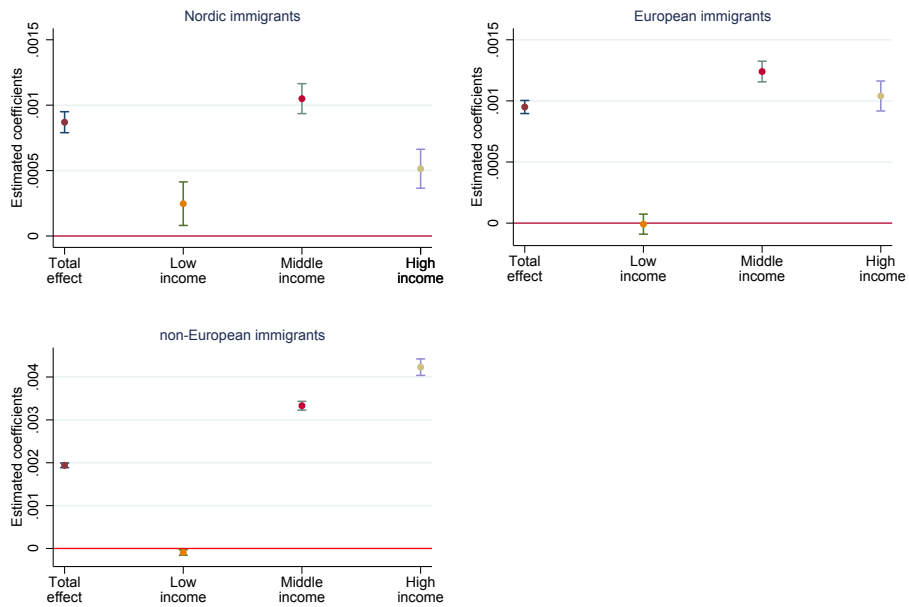 Nordic immigrants
Estimated coefficients
.0015
.001
.0005
0
Total
effect
Low
income
Middle
income
High
income
European immigrants
Estimated coefficients
.0015
.001
.0005
0
Total
effect
Low
income
Middle
income
High
income
non-European immigrants
Estimated coefficients
.004
.003
.002
.001
0
Total
effect
Low
income
Middle
income
High
income